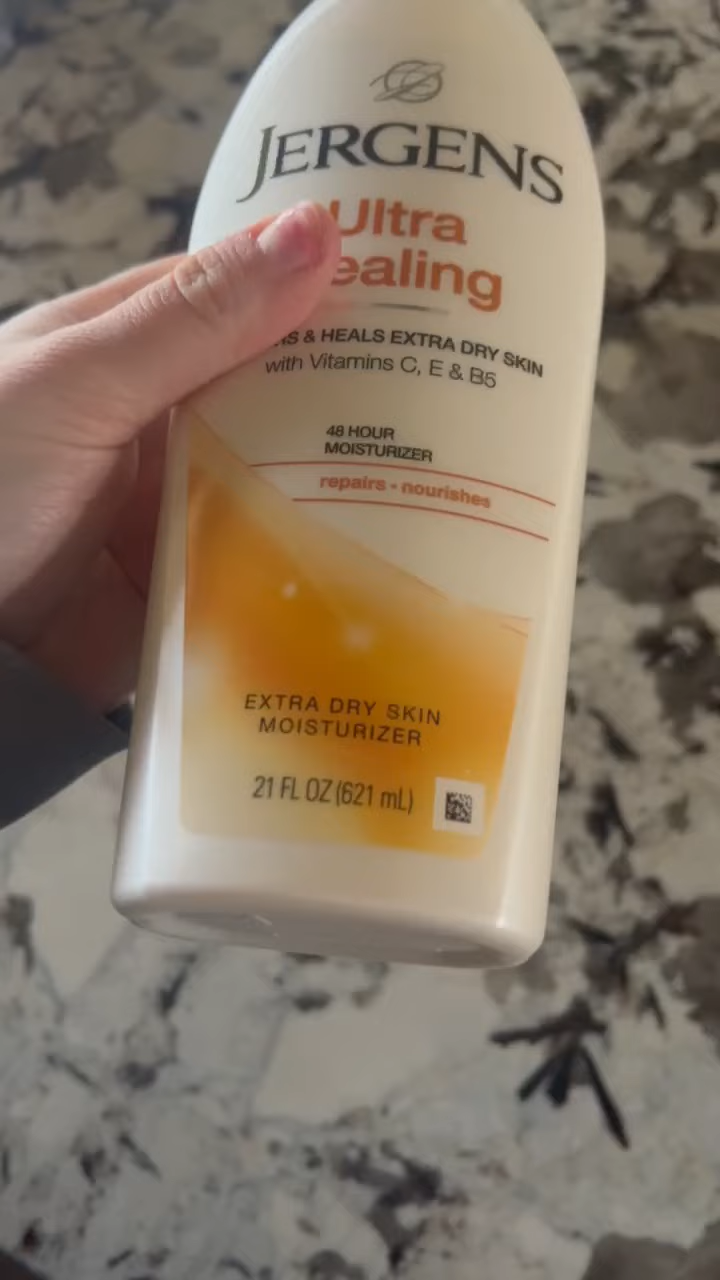 JERGENS
Ultra
ealing
& HEALS EXTRA DRY SKIN
with Vitamins C, E & B5
48 HOUR
MOISTURIZER
repairs • nourishes
EXTRA DRY SKIN
MOISTURIZER
21 FL OZ (621 mL)